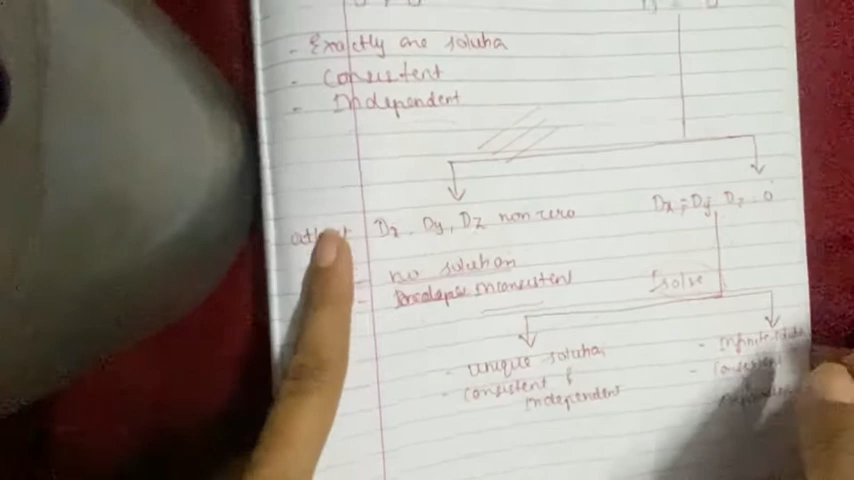 - Exactly one solution
- Consistent
- Independent
Dx, Dy, Dz non zero
Dx = Dy = Dz = 0
- no solution
- inconsistent
solve
- unique solution
- consistent &
independent
- Infinite
- Consistent